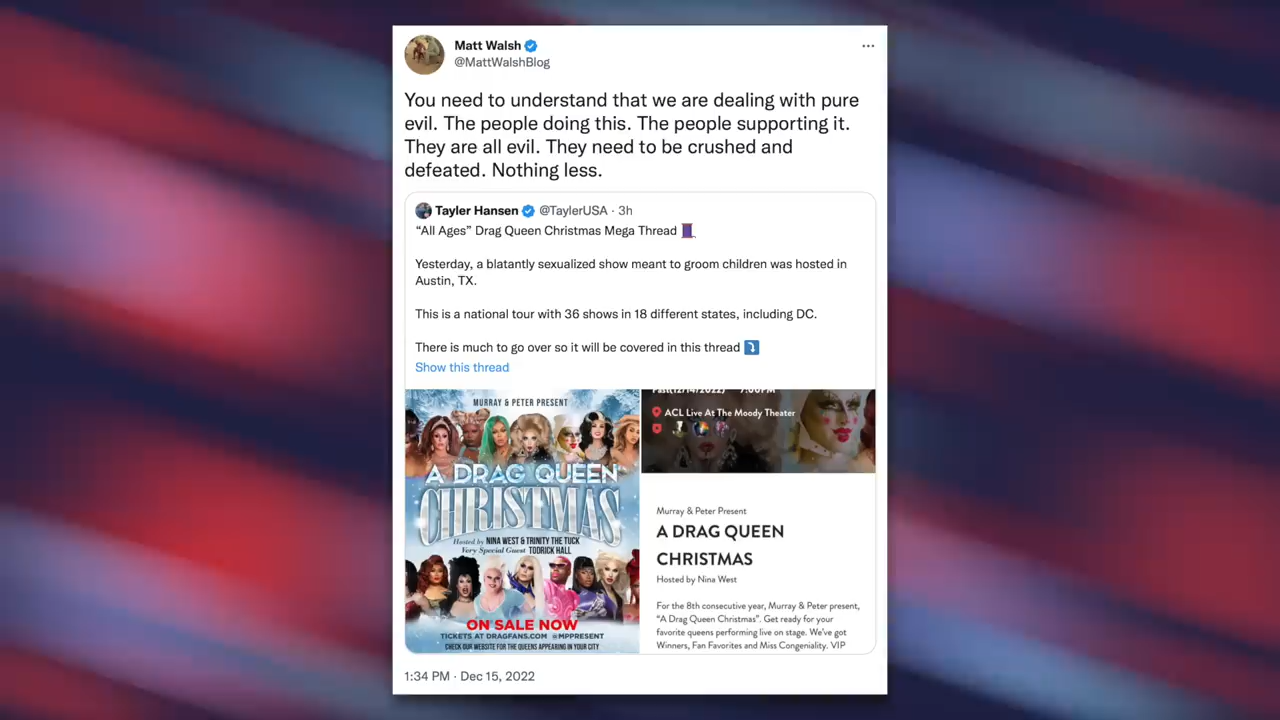 Matt Walsh
@MattWalshBlog
You need to understand that we are dealing with pure
evil. The people doing this. The people supporting it.
They are all evil. They need to be crushed and
defeated. Nothing less.
Tayler Hansen @TaylerUSA · 3h
“All Ages” Drag Queen Christmas Mega Thread
Yesterday, a blatantly sexualized show meant to groom children was hosted in
Austin, TX.
This is a national tour with 36 shows in 18 different states, including DC.
There is much to go over so it will be covered in this thread
Show this thread
MURRAY & PETER PRESENT
A DRAG QUEEN
CHRISTMAS
Hosted by NINA WEST & TRINITY THE TUCK
Very Special Guest TODRICK HALL
ON SALE NOW
TICKETS AT DRAGFANS.COM @MPPRESENT
CHECK OUR WEBSITE FOR THE QUEENS APPEARING IN YOUR CITY
Past(12/14/2022) 7:00PM
ACL Live At The Moody Theater
Murray & Peter Present
A DRAG QUEEN
CHRISTMAS
Hosted by Nina West
For the 8th consecutive year, Murray & Peter present,
“A Drag Queen Christmas”. Get ready for your
favorite queens performing live on stage. We’ve got
Winners, Fan Favorites and Miss Congeniality. VIP
1:34 PM · Dec 15, 2022